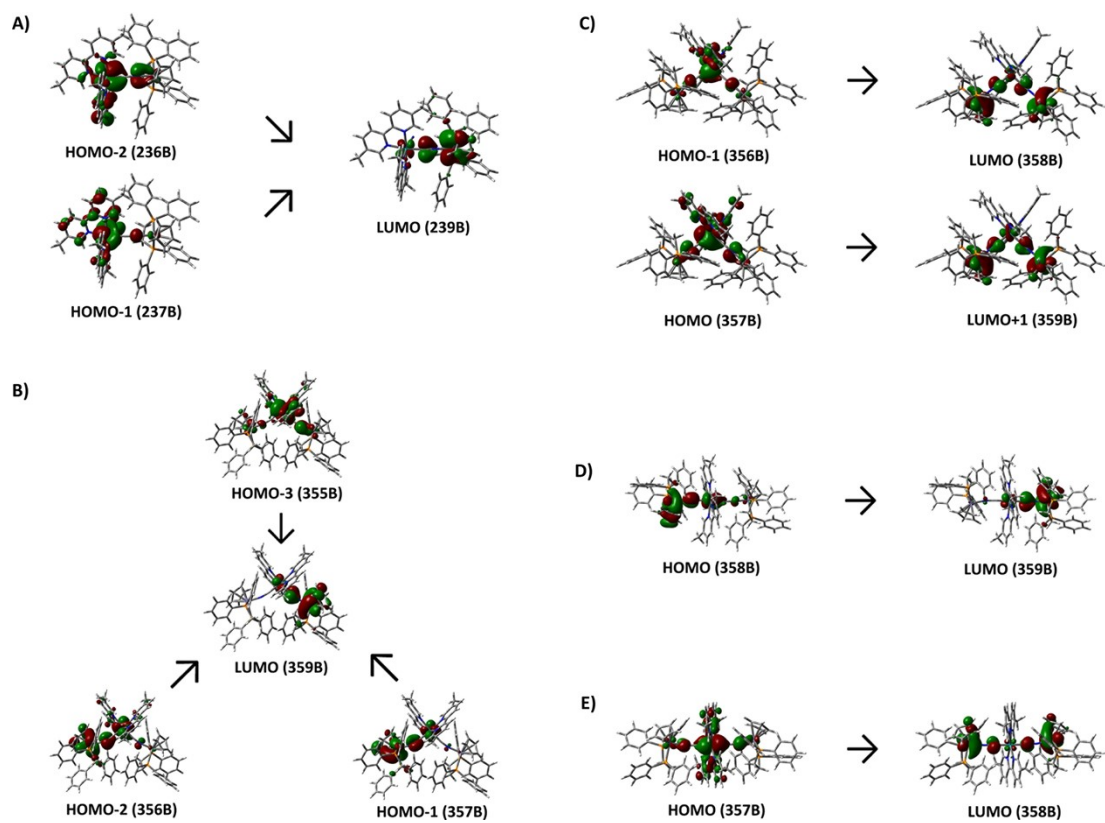 A)
HOMO-2 (236B)
HOMO-1 (237B)
LUMO (239B)
B)
HOMO-3 (355B)
LUMO (359B)
HOMO-2 (356B)
HOMO-1 (357B)
C)
HOMO-1 (356B)
LUMO (358B)
HOMO (357B)
LUMO+1 (359B)
D)
HOMO (358B)
LUMO (359B)
E)
HOMO (357B)
LUMO (358B)